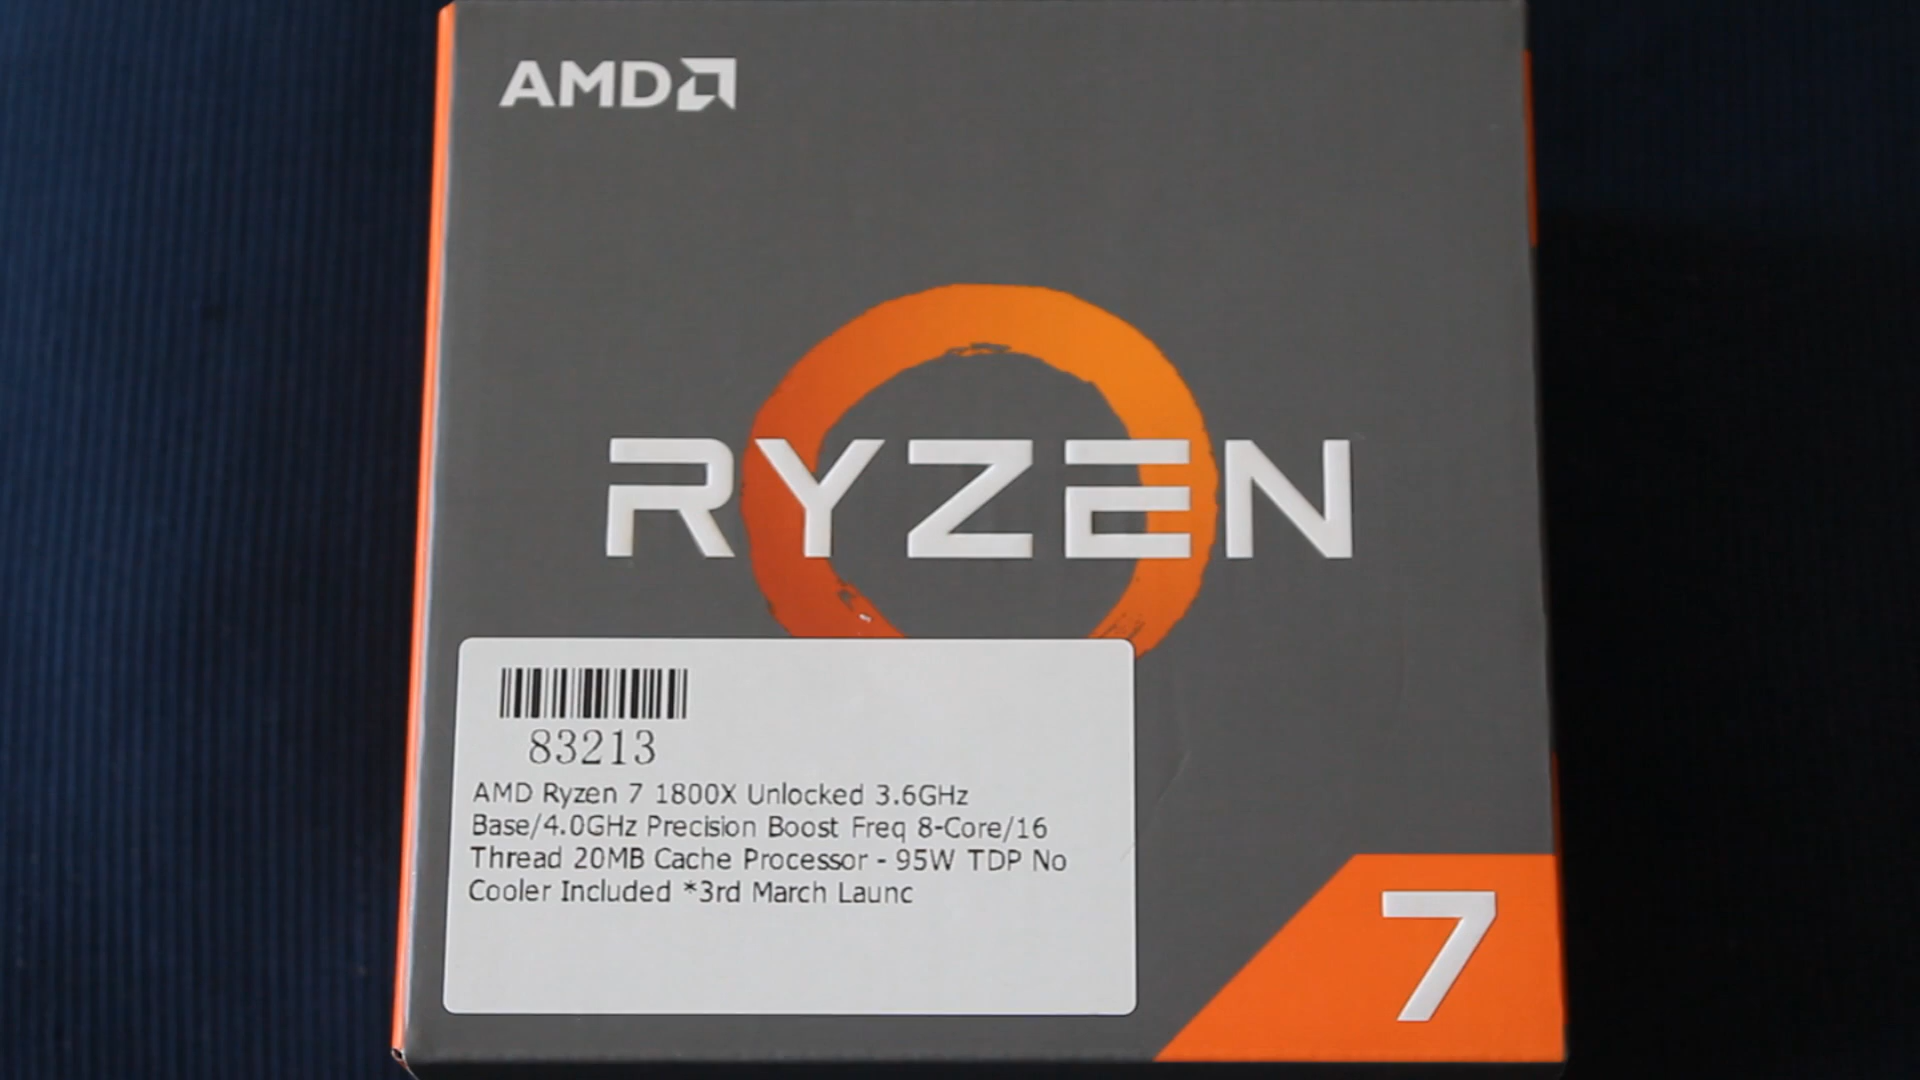 AMD
RYZEN
83213
AMD Ryzen 7 1800X Unlocked 3.6GHz
Base/4.0GHz Precision Boost Freq 8-Core/16
Thread 20MB Cache Processor - 95W TDP No
Cooler Included *3rd March Launc
7